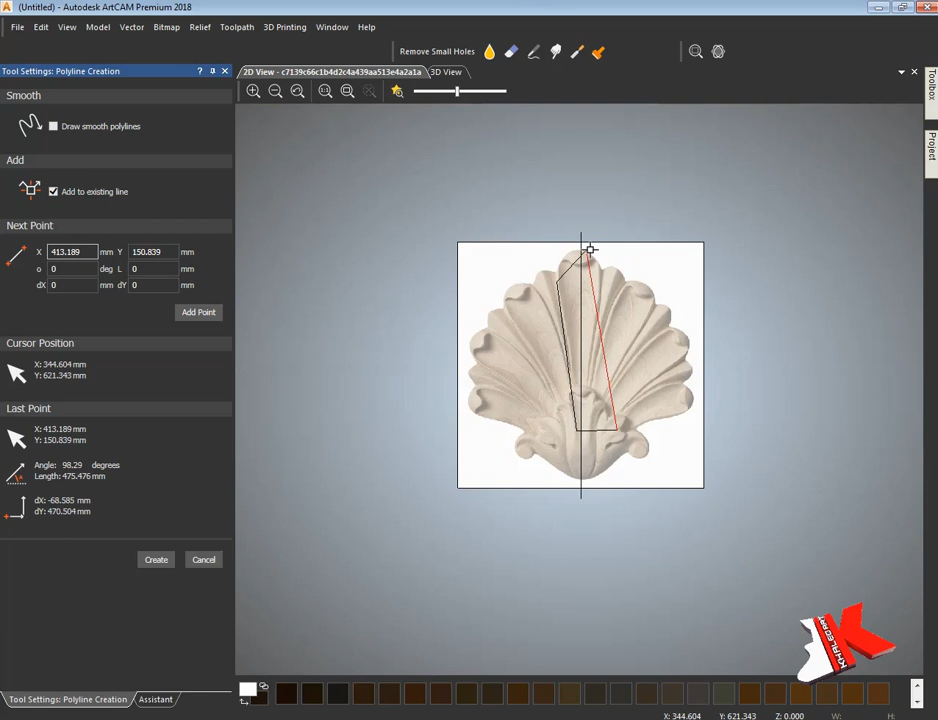 (Untitled) - Autodesk ArtCAM Premium 2018
File Edit View Model Vector Bitmap Relief Toolpath 3D Printing Window Help
Remove Small Holes
Tool Settings: Polyline Creation
2D View - c7139c66c1b4d2c4a439aa513e4a2a1a
3D View
Toolbox
Project
Smooth
Draw smooth polylines
Add
Add to existing line
Next Point
X 413.189 mm Y 150.839 mm
o 0 deg L 0
dX 0 mm dY 0 mm
Add Point
Cursor Position
X: 344.604 mm
Y: 621.343 mm
Last Point
X: 413.189 mm
Y: 150.839 mm
Angle: 98.29 degrees
Length: 475.476 mm
dX: -68.585 mm
dY: 470.504 mm
Create Cancel
KHALED ART
Tool Settings: Polyline Creation Assistant
X: 344.604 Y: 621.343 Z: 0.000 W: H: